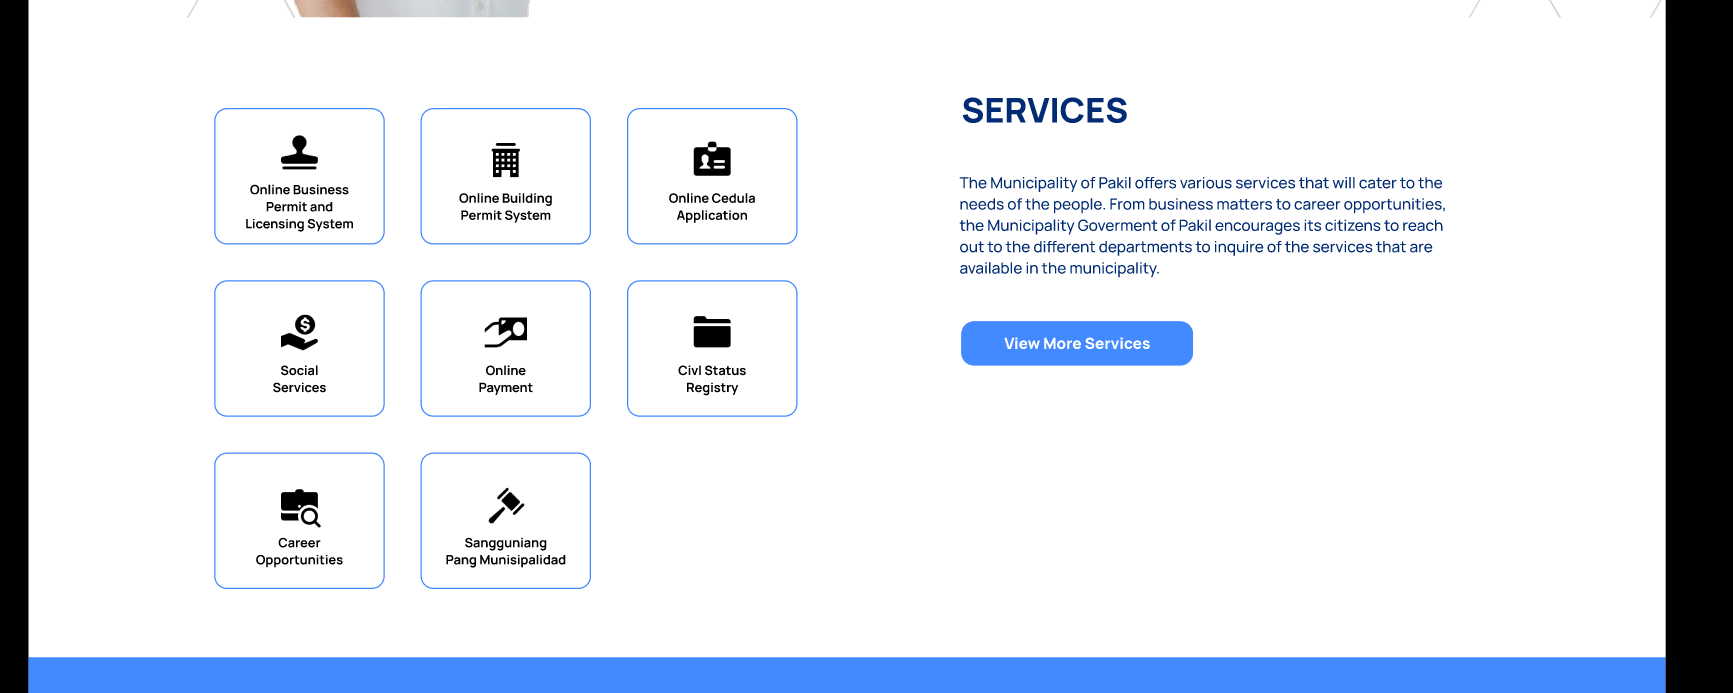 SERVICES
Online Business
Permit and
Licensing System
Online Building
Permit System
Online Cedula
Application
Social
Services
Online
Payment
Civl Status
Registry
Career
Opportunities
Sangguniang
Pang Munisipalidad
The Municipality of Pakil offers various services that will cater to the
needs of the people. From business matters to career opportunities,
the Municipality Goverment of Pakil encourages its citizens to reach
out to the different departments to inquire of the services that are
available in the municipality.
View More Services